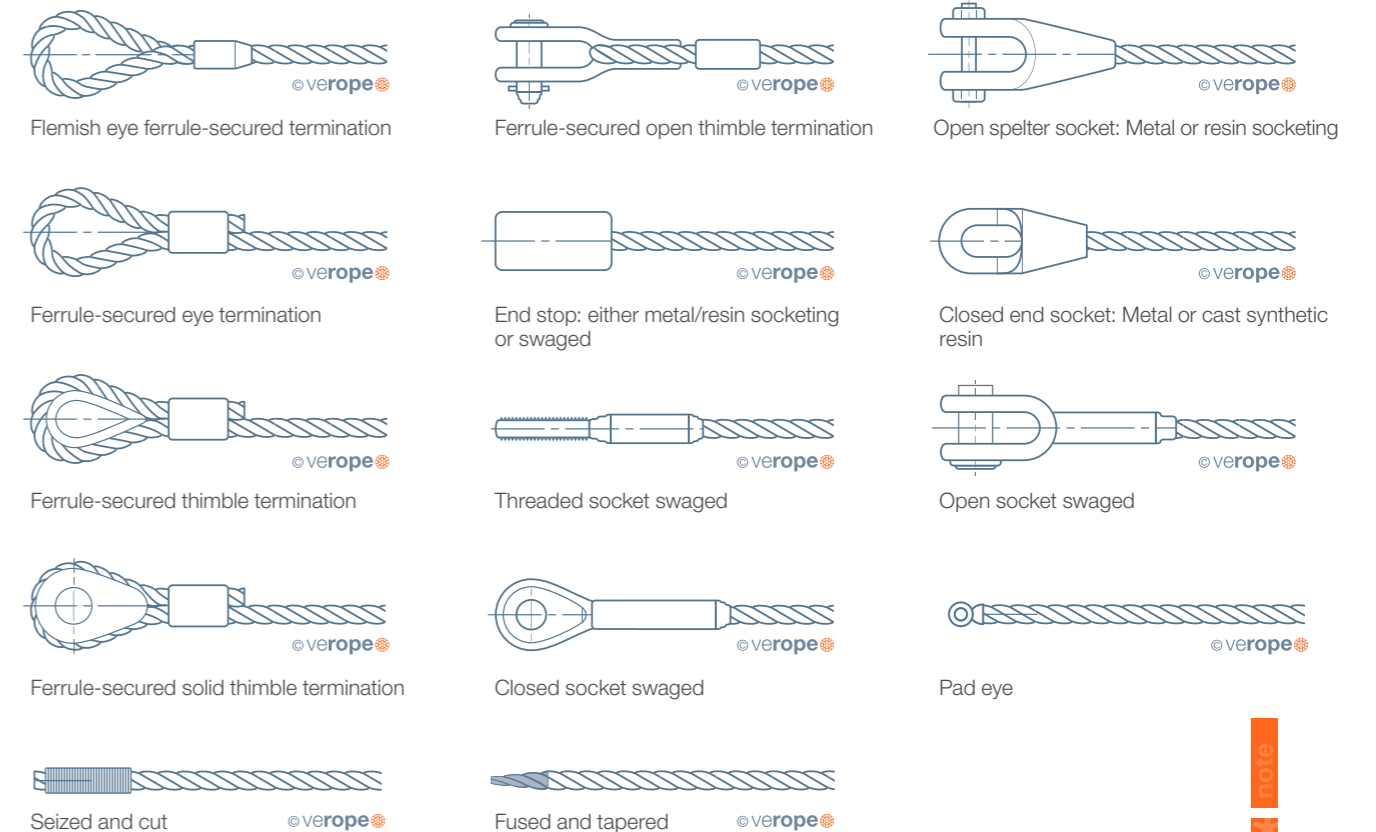 ©verope
©verope
©verope
Flemish eye ferrule-secured termination
Ferrule-secured open thimble termination
Open spelter socket: Metal or resin socketing
©verope
©verope
©verope
Ferrule-secured eye termination
End stop: either metal/resin socketing
or swaged
Closed end socket: Metal or cast synthetic
resin
©verope
©verope
©verope
Ferrule-secured thimble termination
Threaded socket swaged
Open socket swaged
©verope
©verope
©verope
Ferrule-secured solid thimble termination
Closed socket swaged
Pad eye
note
Seized and cut
©verope
Fused and tapered
©verope